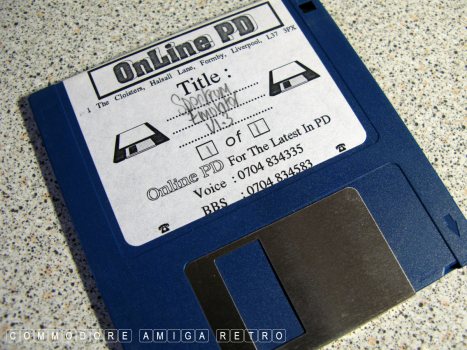 OnLine PD
1 The Cloisters, Halsall Lane, Formby, Liverpool, L37 3PX
Title :
Spectrum
Emulator
V1.3
1 of 1
Online PD For The Latest In PD
Voice : 0704 834335
BBS : 0704 834583
COMMODORE AMIGA RETRO